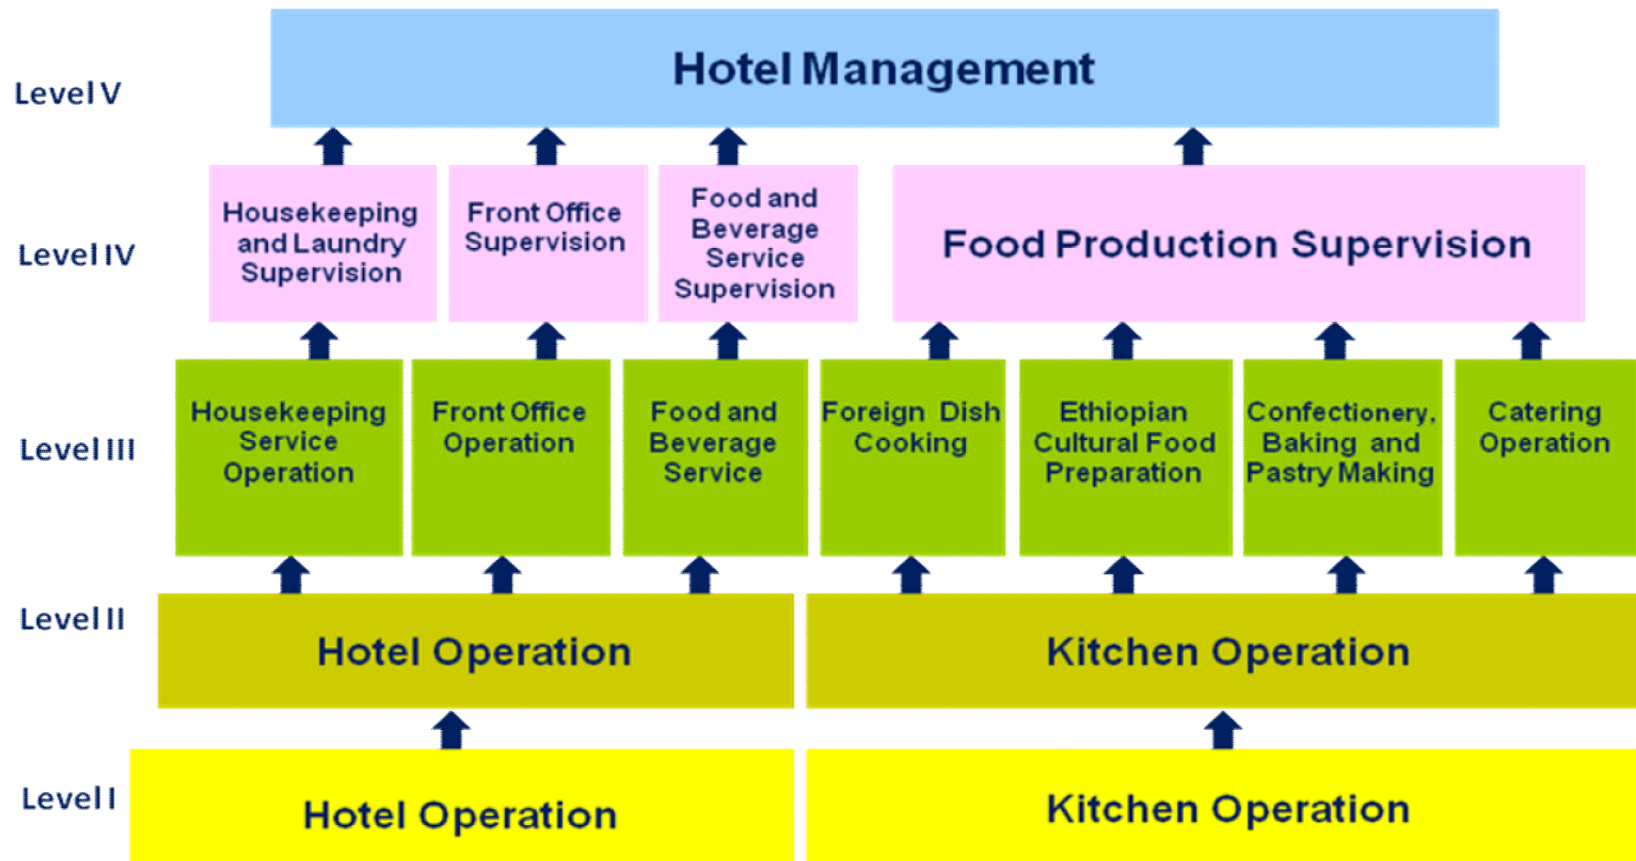 Hotel Management
Level V
Housekeeping
and Laundry
Supervision
Front Office
Supervision
Food and
Beverage
Service
Supervision
Food Production Supervision
Level IV
Housekeeping
Service
Operation
Front Office
Operation
Food and
Beverage
Service
Foreign Dish
Cooking
Ethiopian
Cultural Food
Preparation
Confectionery,
Baking and
Pastry Making
Catering
Operation
Level III
Level II
Hotel Operation
Kitchen Operation
Level I
Hotel Operation
Kitchen Operation